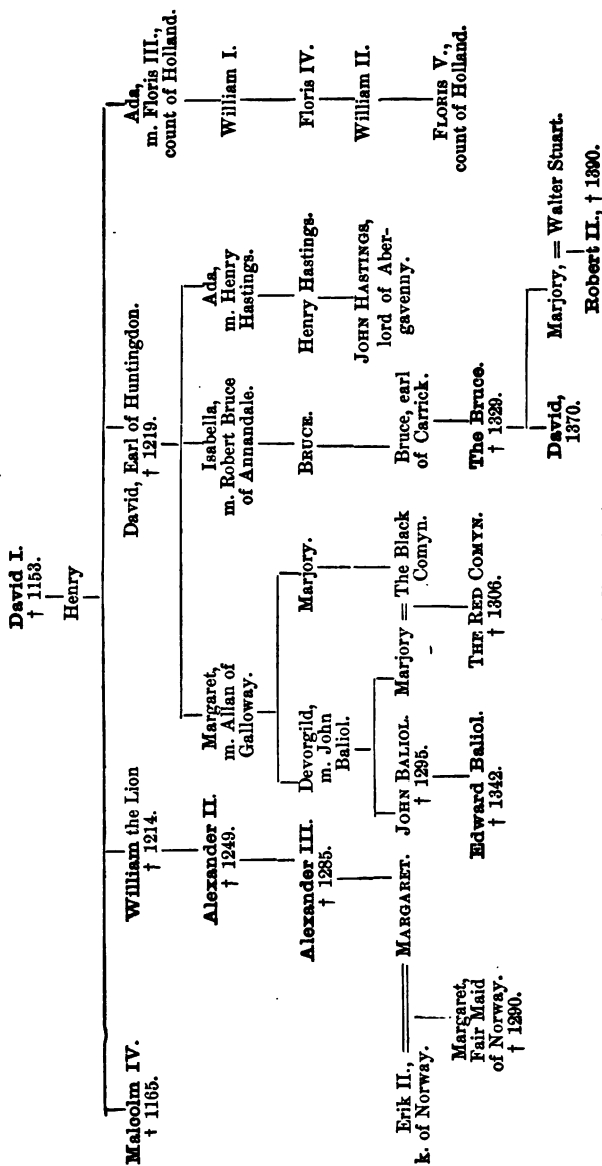 David I.
† 1153.
Henry
Malcolm IV.
† 1165.
William the Lion
† 1214.
David, Earl of Huntingdon.
† 1219.
Ada,
m. Floris III.,
count of Holland.
Alexander II.
† 1249.
Margaret,
m. Allan of
Galloway.
Isabella,
m. Robert Bruce
of Annandale.
Ada,
m. Henry
Hastings.
William I.
Alexander III.
† 1285.
Devorgild,
m. John
Baliol.
Marjory.
BRUCE.
Henry Hastings.
Floris IV.
Erik II.,
k. of Norway.
MARGARET.
JOHN BALIOL.
† 1295.
Marjory = The Black
Comyn.
Bruce, earl
of Carrick.
JOHN HASTINGS,
lord of Aber-
gavenny.
William II.
Margaret,
Fair Maid
of Norway.
† 1290.
Edward Baliol.
† 1342.
THE RED COMYN.
† 1306.
The Bruce.
† 1329.
FLORIS V.,
count of Holland.
David,
1370.
Marjory, = Walter Stuart.
Robert II., † 1390.